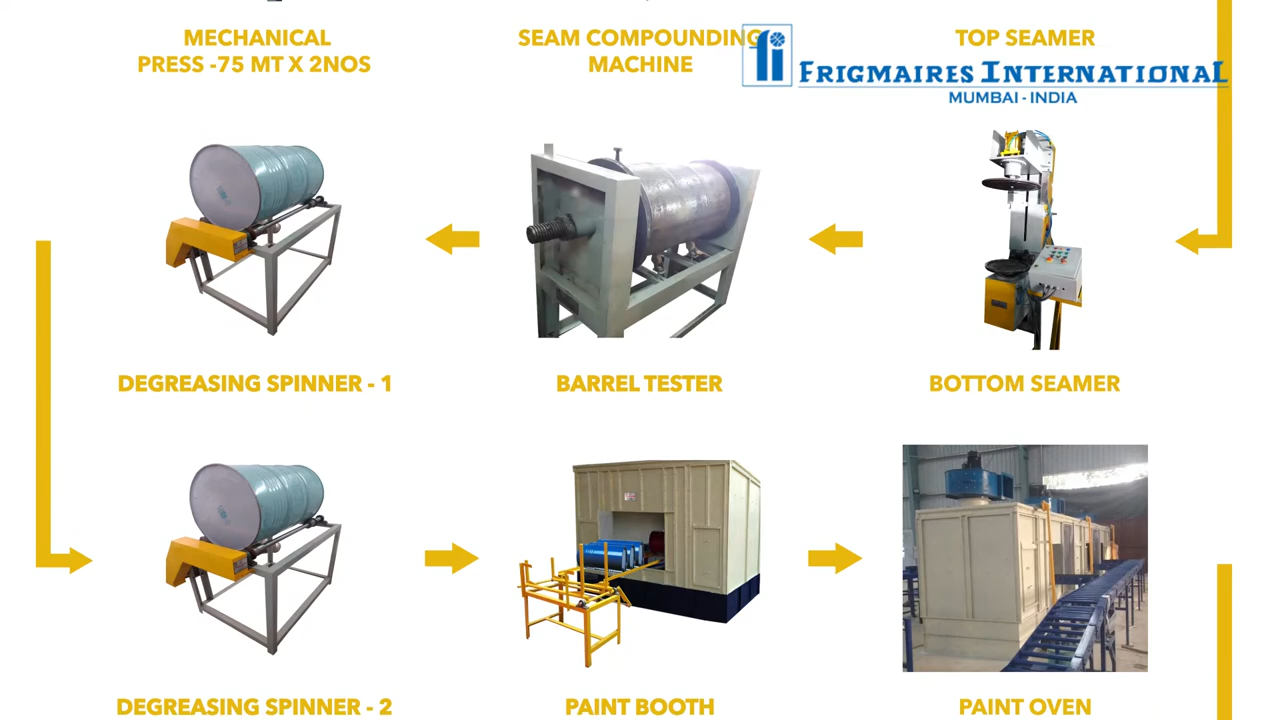 MECHANICAL
PRESS -75 MT X 2NOS
SEAM COMPOUNDING
MACHINE
TOP SEAMER
fi FRIGMAIRES INTERNATIONAL
MUMBAI - INDIA
DEGREASING SPINNER - 1
BARREL TESTER
BOTTOM SEAMER
DEGREASING SPINNER - 2
PAINT BOOTH
PAINT OVEN